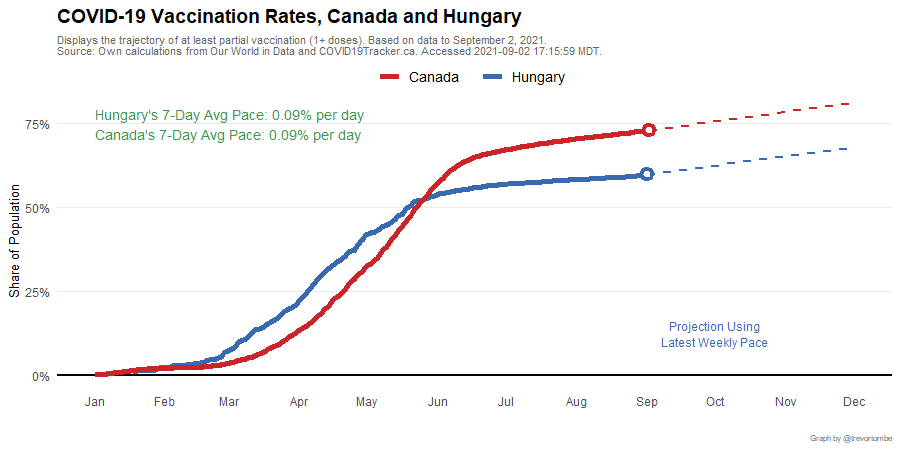 COVID-19 Vaccination Rates, Canada and Hungary
Displays the trajectory of at least partial vaccination (1+ doses). Based on data to September 2, 2021.
Source: Own calculations from Our World in Data and COVID19Tracker.ca. Accessed 2021-09-02 17:15:59 MDT.
Canada Hungary
Hungary's 7-Day Avg Pace: 0.09% per day
Canada's 7-Day Avg Pace: 0.09% per day
75%
50%
25%
0%
Share of Population
Projection Using
Latest Weekly Pace
Jan Feb Mar Apr May Jun Jul Aug Sep Oct Nov Dec
Graph by @trevortombe